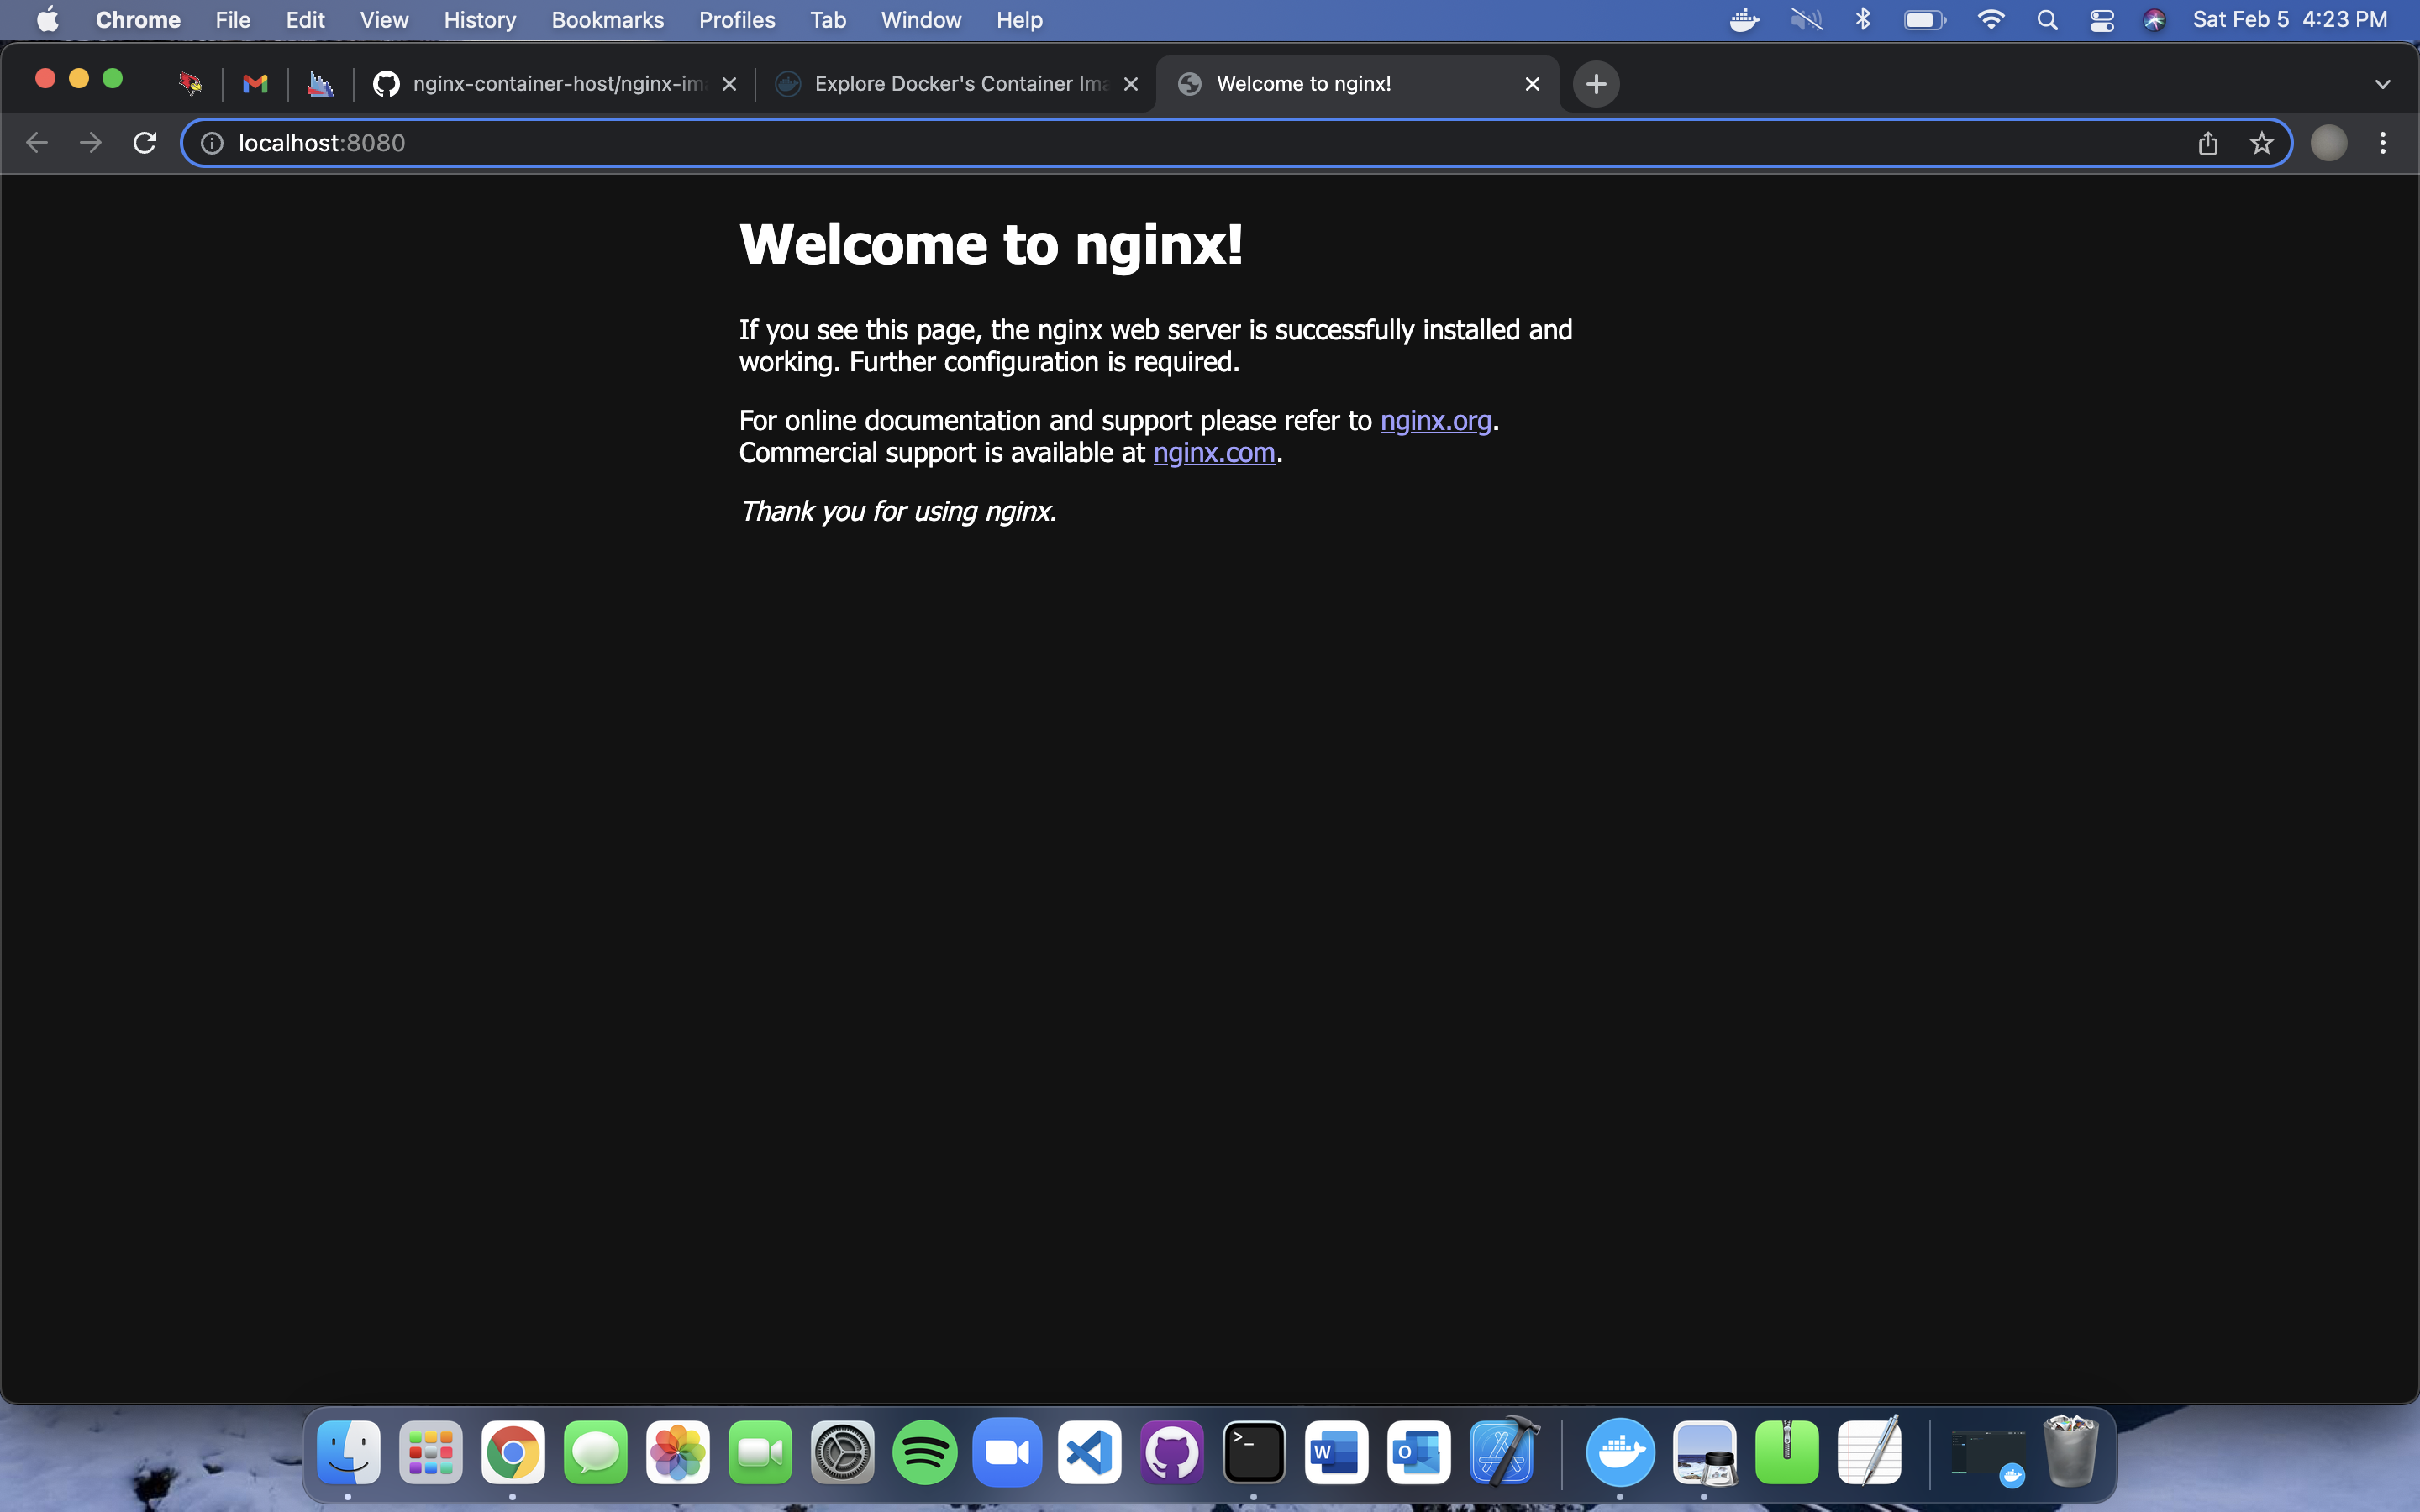 Chrome File Edit View History Bookmarks Profiles Tab Window Help Sat Feb 5 4:23 PM
nginx-container-host/nginx-im Explore Docker's Container Ima Welcome to nginx!
localhost:8080
Welcome to nginx!
If you see this page, the nginx web server is successfully installed and
working. Further configuration is required.
For online documentation and support please refer to nginx.org.
Commercial support is available at nginx.com.
Thank you for using nginx.